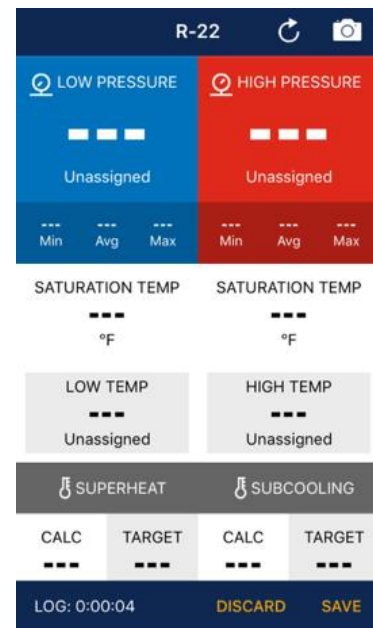 R-22
LOW PRESSURE HIGH PRESSURE
--- ---
Unassigned Unassigned
--- --- --- --- --- ---
Min Avg Max Min Avg Max
SATURATION TEMP SATURATION TEMP
--- ---
°F °F
LOW TEMP HIGH TEMP
--- ---
Unassigned Unassigned
SUPERHEAT SUBCOOLING
CALC TARGET CALC TARGET
--- --- --- ---
LOG: 0:00:04 DISCARD SAVE